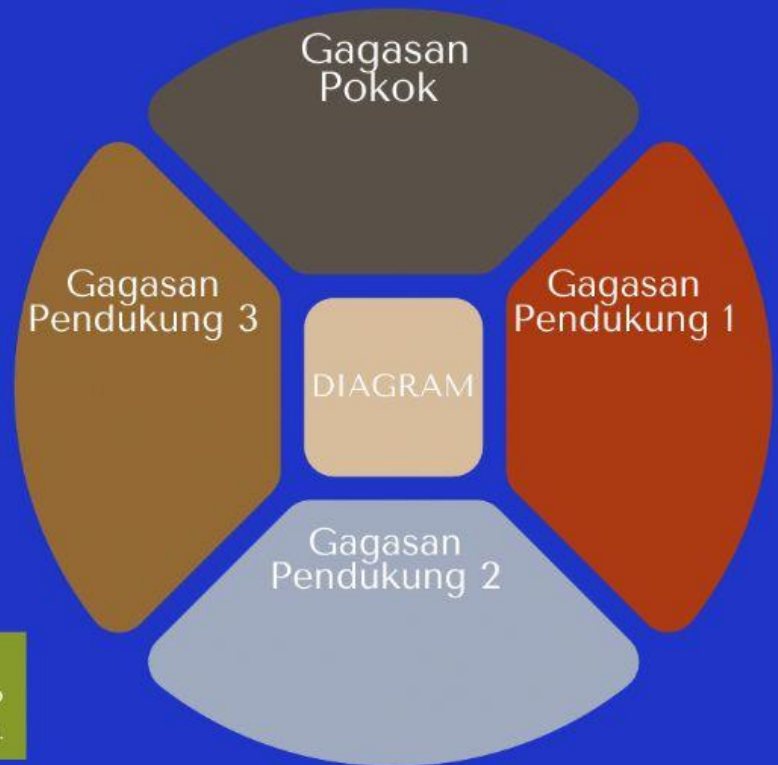 Gagasan
Pokok
Gagasan
Pendukung 3
DIAGRAM
Gagasan
Pendukung 1
Gagasan
Pendukung 2